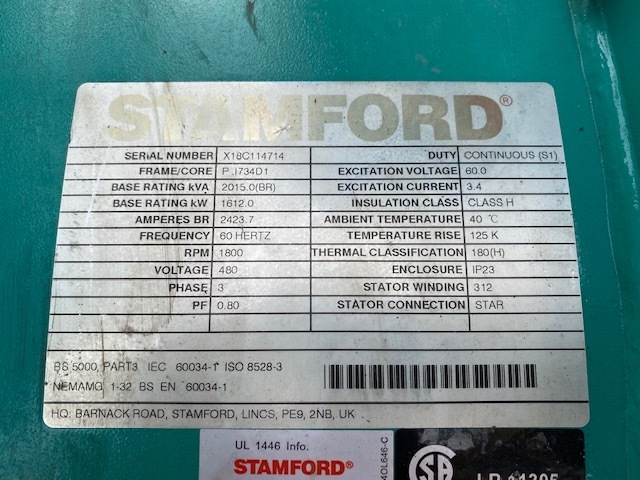 STAMFORD®
SERIAL NUMBER X18C114714 DUTY CONTINUOUS (S1)
FRAME/CORE P .I734D1 EXCITATION VOLTAGE 60.0
BASE RATING kVA 2015.0(BR) EXCITATION CURRENT 3.4
BASE RATING kW 1612.0 INSULATION CLASS CLASS H
AMPERES BR 2423.7 AMBIENT TEMPERATURE 40 °C
FREQUENCY 60 HERTZ TEMPERATURE RISE 125 K
RPM 1800 THERMAL CLASSIFICATION 180(H)
VOLTAGE 480 ENCLOSURE IP23
PHASE 3 STATOR WINDING 312
PF 0.80 STATOR CONNECTION STAR
BS 5000, PART3 IEC 60034-1 ISO 8528-3
NEMAMG 1-32 BS EN 60034-1
HQ: BARNACK ROAD, STAMFORD, LINCS, PE9, 2NB, UK
UL 1446 Info.
STAMFORD®
40L646-C
LR 11205